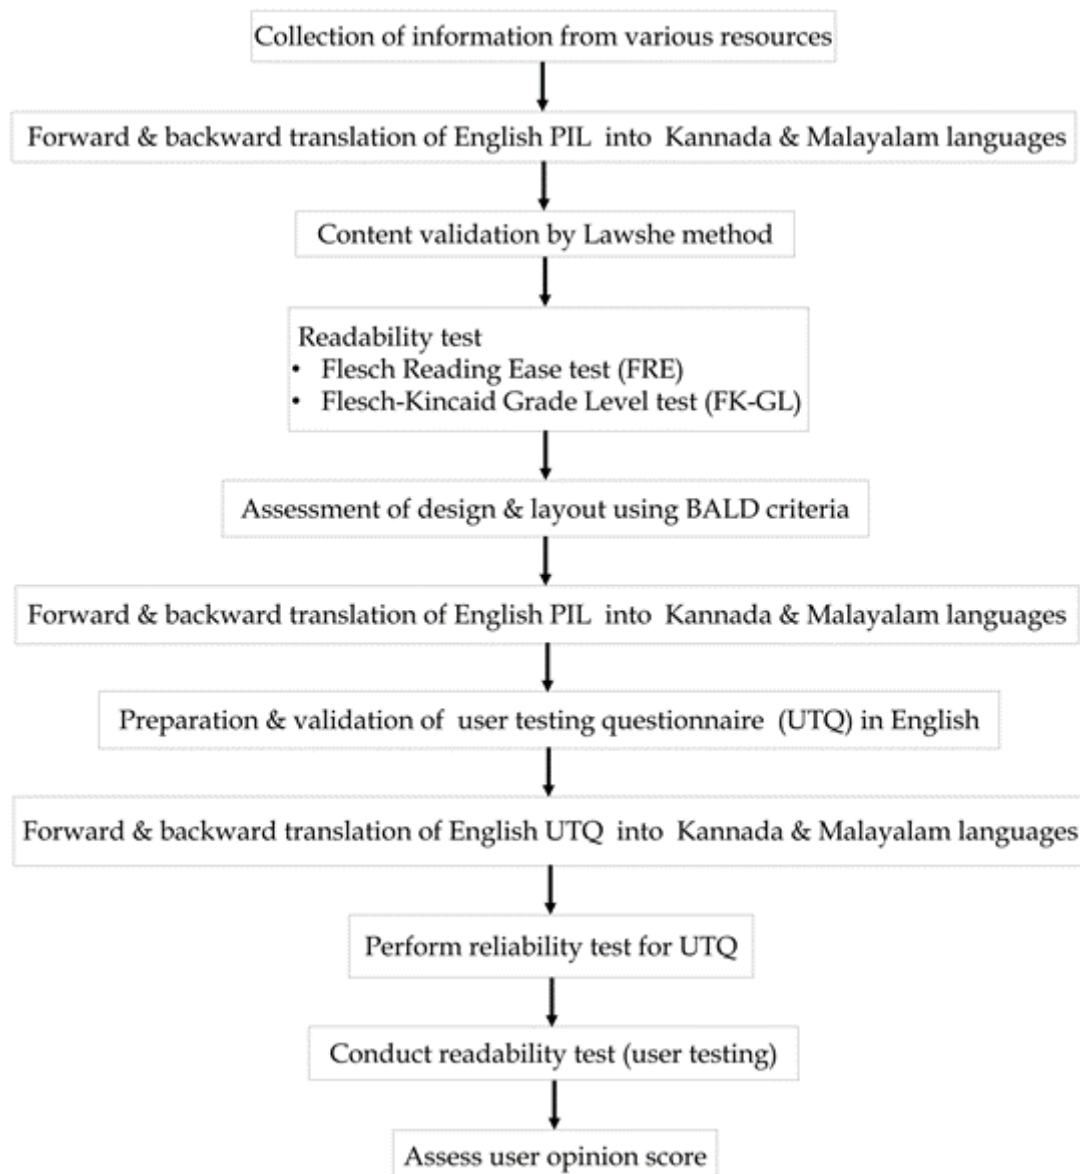 Collection of information from various resources
Forward & backward translation of English PIL into Kannada & Malayalam languages
Content validation by Lawshe method
Readability test
• Flesch Reading Ease test (FRE)
• Flesch-Kincaid Grade Level test (FK-GL)
Assessment of design & layout using BALD criteria
Forward & backward translation of English PIL into Kannada & Malayalam languages
Preparation & validation of user testing questionnaire (UTQ) in English
Forward & backward translation of English UTQ into Kannada & Malayalam languages
Perform reliability test for UTQ
Conduct readability test (user testing)
Assess user opinion score